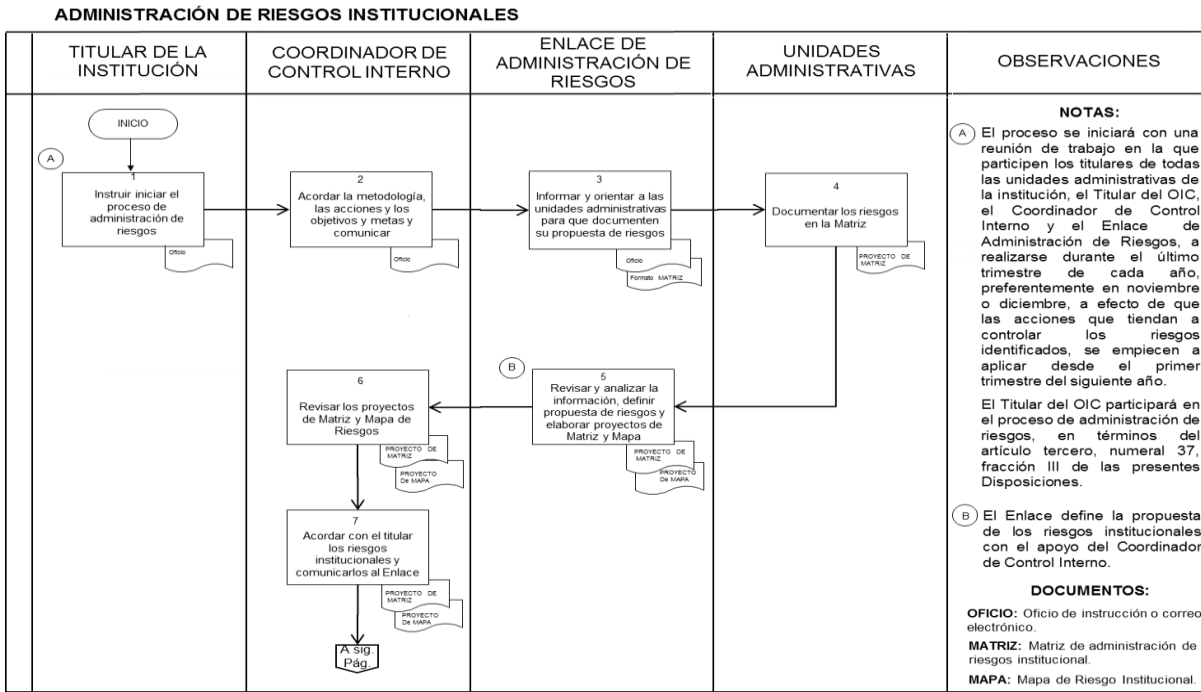 ADMINISTRACIÓN DE RIESGOS INSTITUCIONALES
TITULAR DE LA
INSTITUCIÓN
COORDINADOR DE
CONTROL INTERNO
ENLACE DE
ADMINISTRACIÓN DE
RIESGOS
UNIDADES
ADMINISTRATIVAS
OBSERVACIONES
INICIO
A
1
Instruir iniciar el
proceso de
administración de
riesgos
Oficio
2
Acordar la metodología,
las acciones y los
objetivos y metas y
comunicar
Oficio
3
Informar y orientar a las
unidades administrativas
para que documenten
su propuesta de riesgos
Oficio
Formato MATRIZ
4
Documentar los riesgos
en la Matriz
PROYECTO DE
MATRIZ
B
5
Revisar y analizar la
información, definir
propuesta de riesgos y
elaborar proyectos de
Matriz y Mapa
PROYECTO DE
MATRIZ
PROYECTO
De MAPA
6
Revisar los proyectos
de Matriz y Mapa de
Riesgos
PROYECTO DE
MATRIZ
PROYECTO
De MAPA
7
Acordar con el titular
los riesgos
institucionales y
comunicarlos al Enlace
PROYECTO DE
MATRIZ
PROYECTO
De MAPA
A sig.
Pág.
NOTAS:
A El proceso se iniciará con una
reunión de trabajo en la que
participen los titulares de todas
las unidades administrativas de
la institución, el Titular del OIC,
el Coordinador de Control
Interno y el Enlace de
Administración de Riesgos, a
realizarse durante el último
trimestre de cada año,
preferentemente en noviembre
o diciembre, a efecto de que
las acciones que tiendan a
controlar los riesgos
identificados, se empiecen a
aplicar desde el primer
trimestre del siguiente año.
El Titular del OIC participará en
el proceso de administración de
riesgos, en términos del
artículo tercero, numeral 37,
fracción III de las presentes
Disposiciones.
B El Enlace define la propuesta
de los riesgos institucionales
con el apoyo del Coordinador
de Control Interno.
DOCUMENTOS:
OFICIO: Oficio de instrucción o correo
electrónico.
MATRIZ: Matriz de administración de
riesgos institucional.
MAPA: Mapa de Riesgo Institucional.